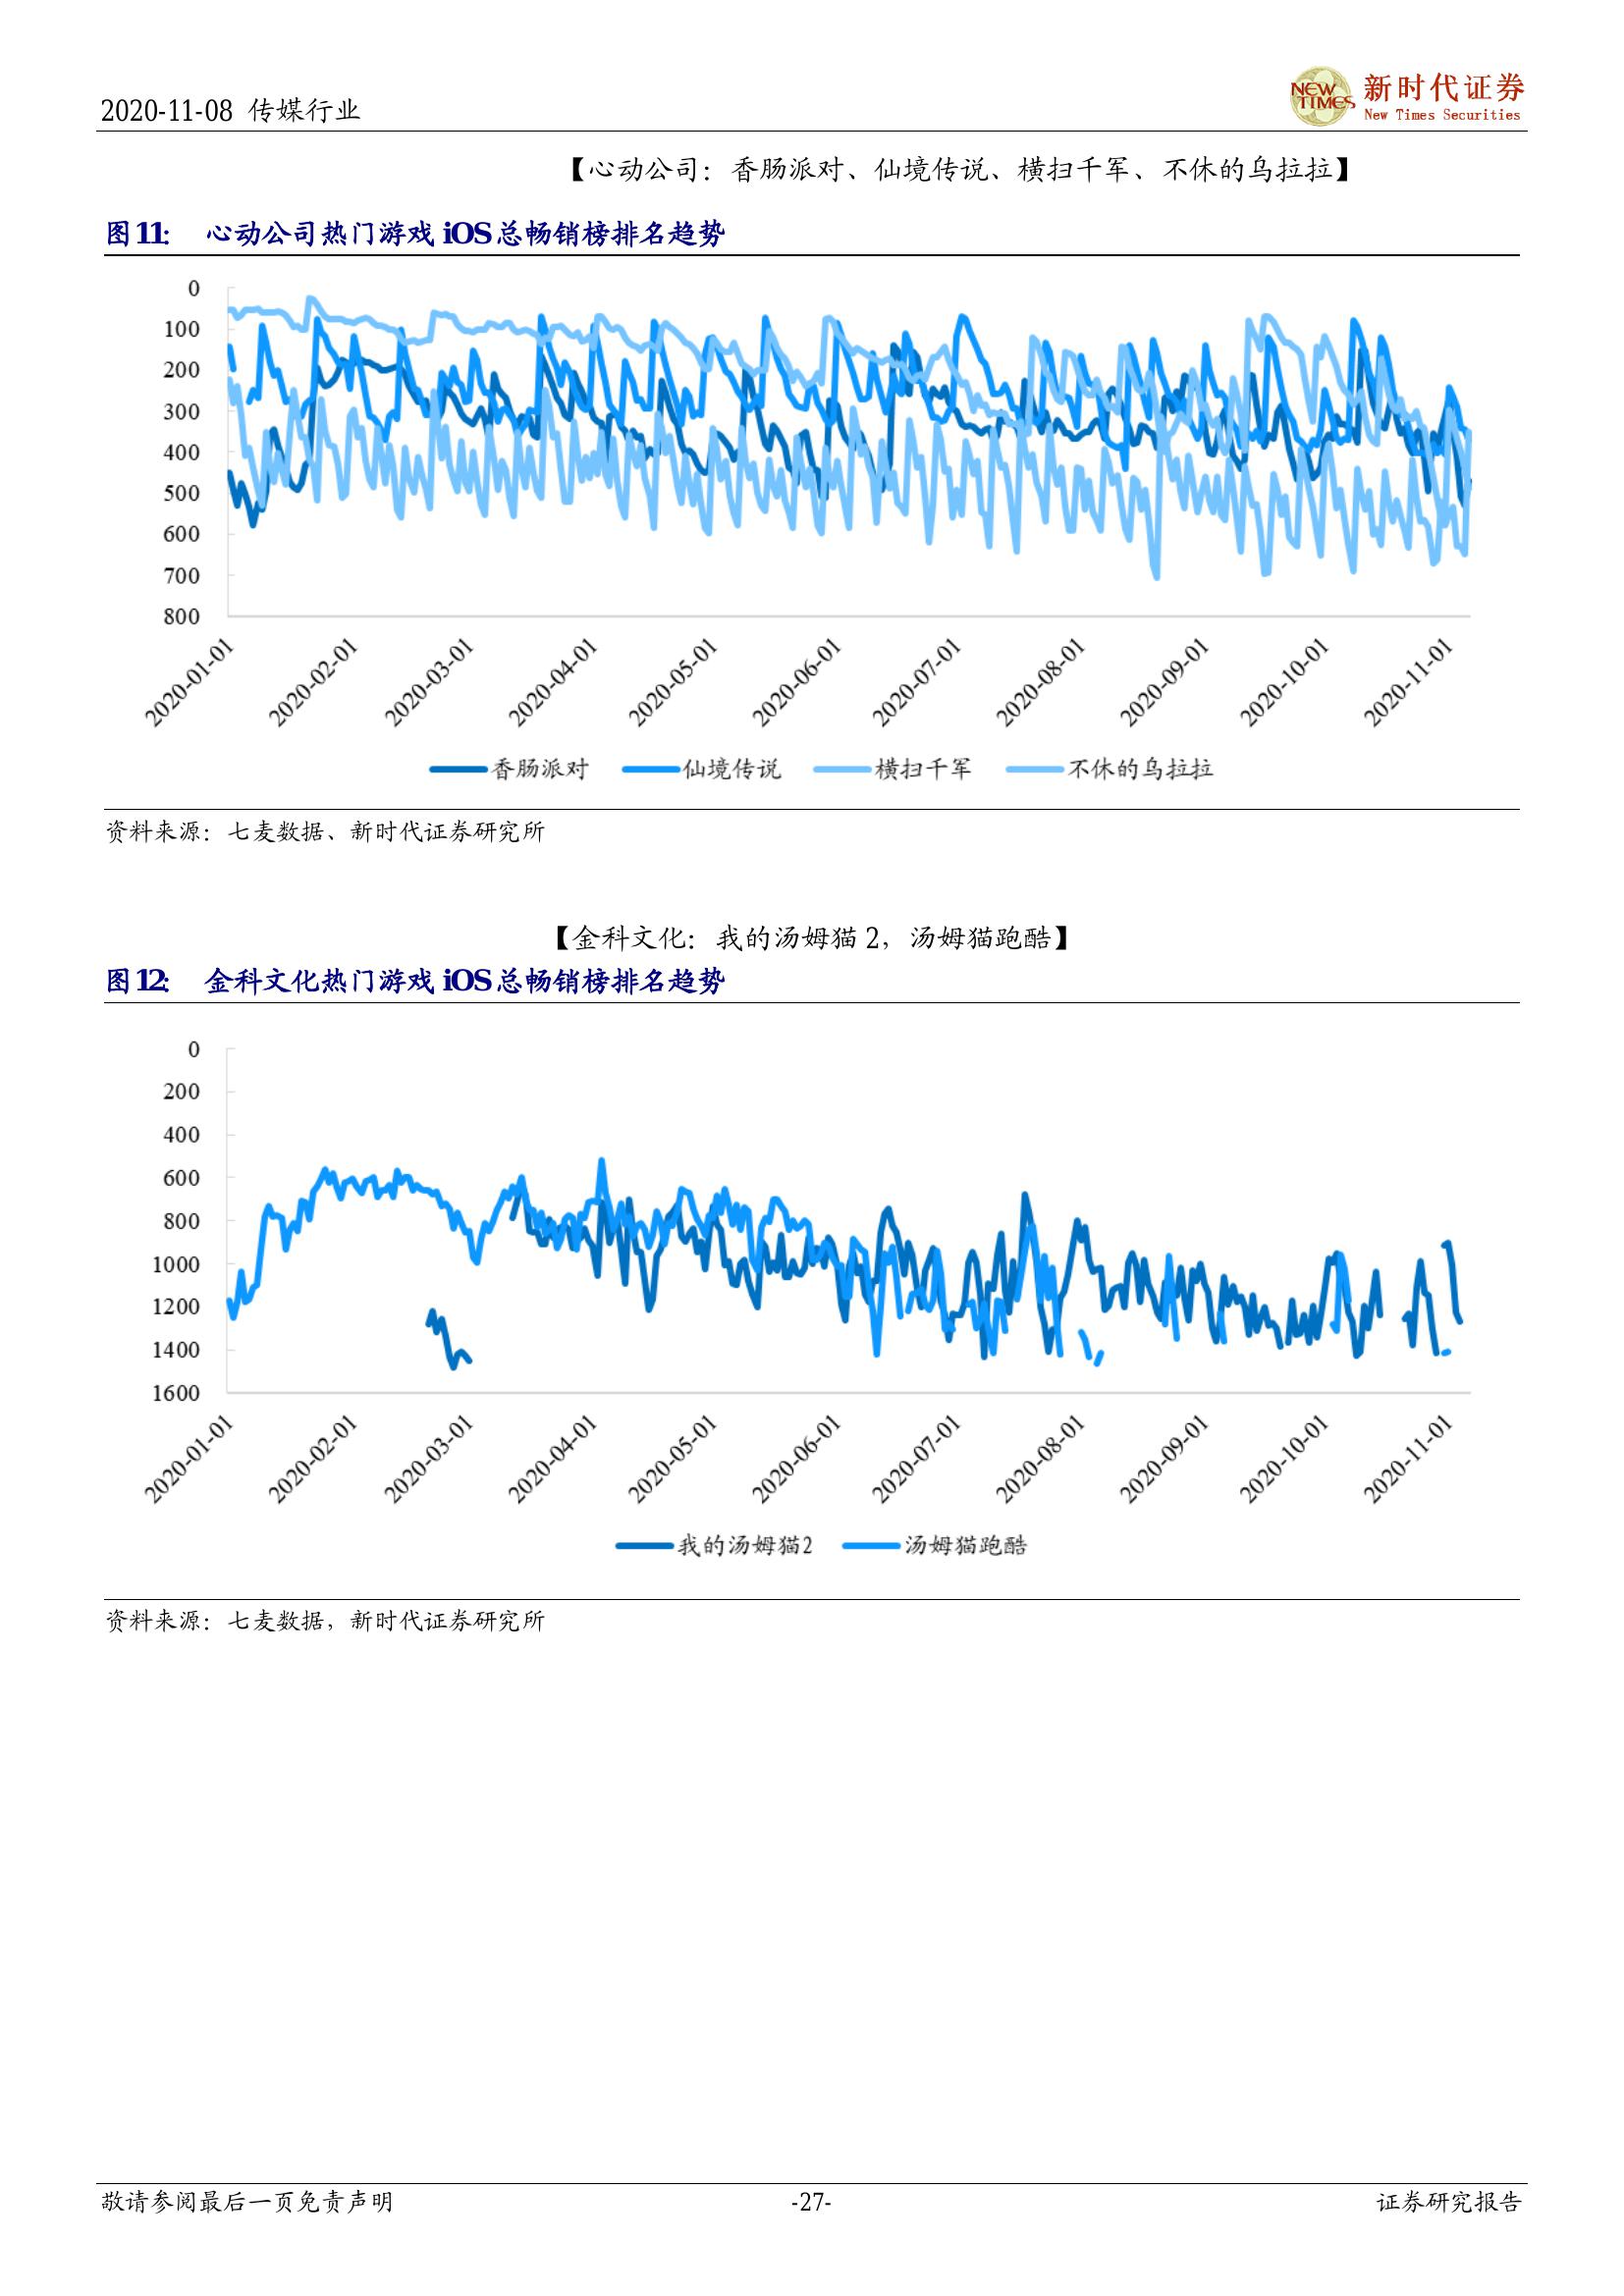 2020-11-08 传媒行业
NEW TIMES 新时代证券
New Times Securities
【心动公司：香肠派对、仙境传说、横扫千军、不休的乌拉拉】
图11： 心动公司热门游戏 iOS 总畅销榜排名趋势
0
100
200
300
400
500
600
700
800
2020-01-01 2020-02-01 2020-03-01 2020-04-01 2020-05-01 2020-06-01 2020-07-01 2020-08-01 2020-09-01 2020-10-01 2020-11-01
香肠派对 仙境传说 横扫千军 不休的乌拉拉
资料来源：七麦数据、新时代证券研究所
【金科文化：我的汤姆猫 2，汤姆猫跑酷】
图12： 金科文化热门游戏 iOS 总畅销榜排名趋势
0
200
400
600
800
1000
1200
1400
1600
2020-01-01 2020-02-01 2020-03-01 2020-04-01 2020-05-01 2020-06-01 2020-07-01 2020-08-01 2020-09-01 2020-10-01 2020-11-01
我的汤姆猫2 汤姆猫跑酷
资料来源：七麦数据，新时代证券研究所
敬请参阅最后一页免责声明 -27- 证券研究报告